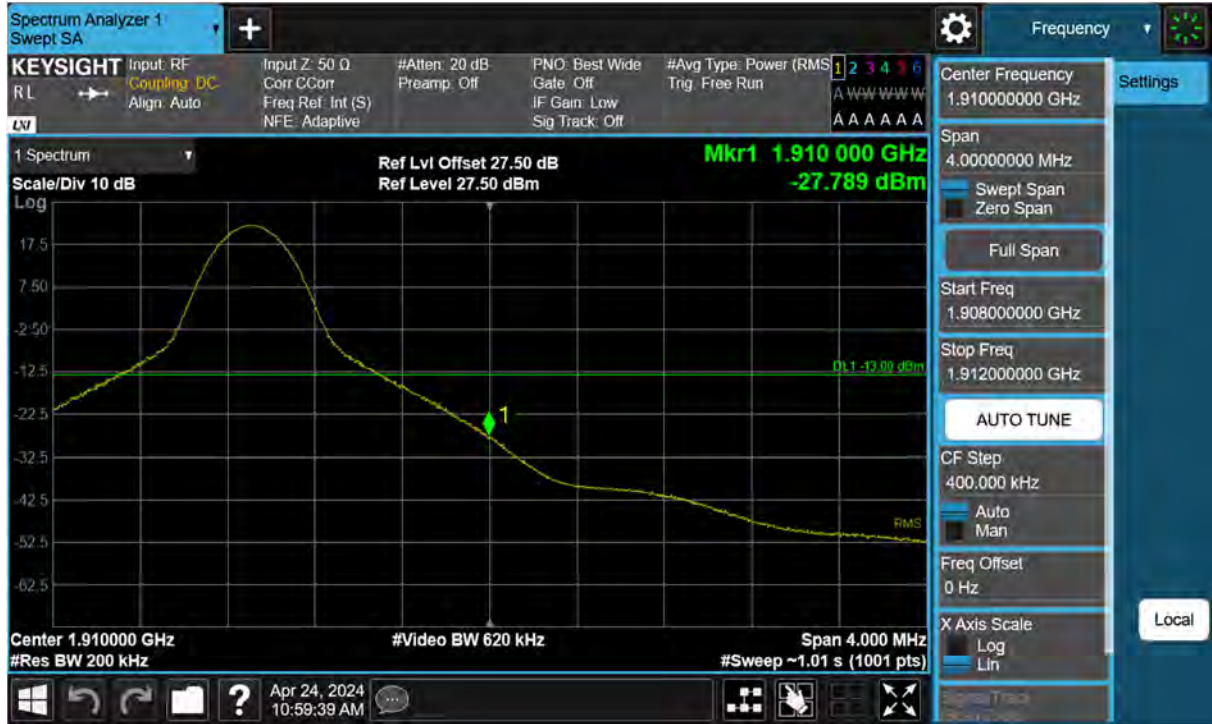 Spectrum Analyzer 1
Swept SA
+
Frequency
KEYSIGHT
RL
LXI
Input: RF
Coupling: DC
Align: Auto
Input Z: 50 Ω
Corr CCorr
Freq Ref: Int (S)
NFE: Adaptive
#Atten: 20 dB
Preamp: Off
PNO: Best Wide
Gate: Off
IF Gain: Low
Sig Track: Off
#Avg Type: Power (RMS
Trig: Free Run
1 2 3 4 5 6
A W W W W W
A A A A A A
1 Spectrum
Scale/Div 10 dB
Ref Lvl Offset 27.50 dB
Ref Level 27.50 dBm
Mkr1 1.910 000 GHz
-27.789 dBm
Log
17.5
7.50
-2.50
-12.5
-22.5
-32.5
-42.5
-52.5
-62.5
DL1 -13.00 dBm
1
RMS
Center 1.910000 GHz
#Video BW 620 kHz
Span 4.000 MHz
#Res BW 200 kHz
#Sweep ~1.01 s (1001 pts)
Center Frequency
1.910000000 GHz
Settings
Span
4.00000000 MHz
Swept Span
Zero Span
Full Span
Start Freq
1.908000000 GHz
Stop Freq
1.912000000 GHz
AUTO TUNE
CF Step
400.000 kHz
Auto
Man
Freq Offset
0 Hz
X Axis Scale
Log
Lin
Local
?
Apr 24, 2024
10:59:39 AM